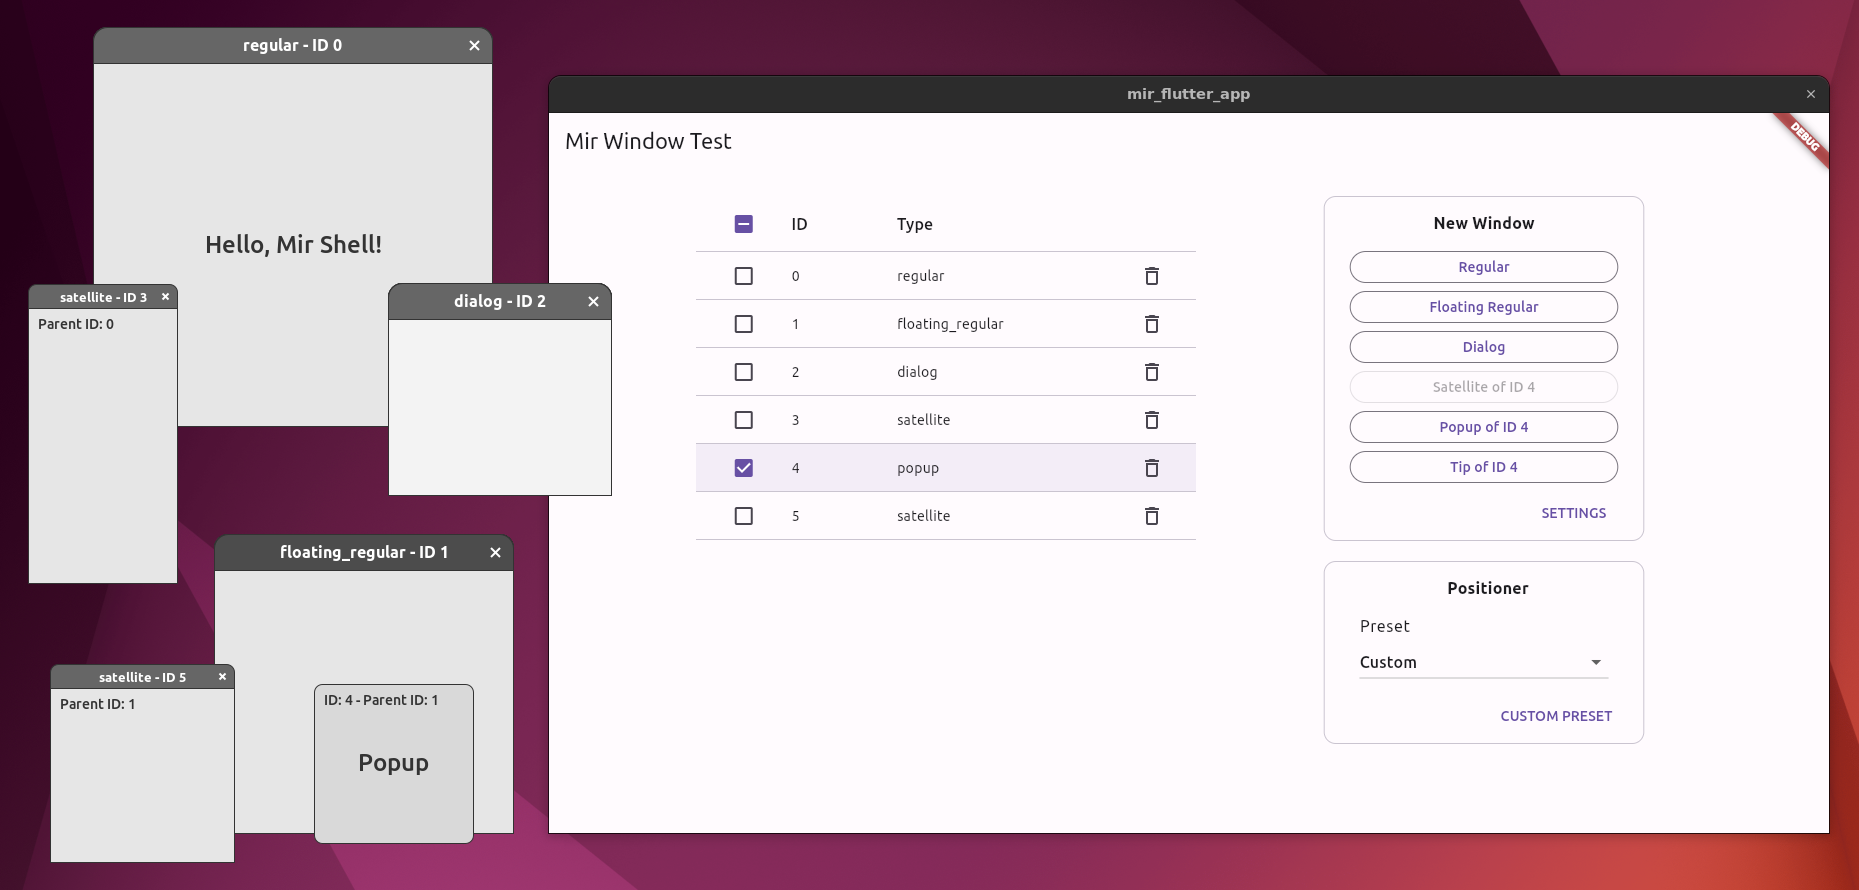 regular - ID 0
Hello, Mir Shell!
satellite - ID 3
Parent ID: 0
dialog - ID 2
floating_regular - ID 1
satellite - ID 5
Parent ID: 1
ID: 4 - Parent ID: 1
Popup
mir_flutter_app
DEBUG
Mir Window Test
ID Type
0 regular
1 floating_regular
2 dialog
3 satellite
4 popup
5 satellite
New Window
Regular
Floating Regular
Dialog
Satellite of ID 4
Popup of ID 4
Tip of ID 4
SETTINGS
Positioner
Preset
Custom
CUSTOM PRESET